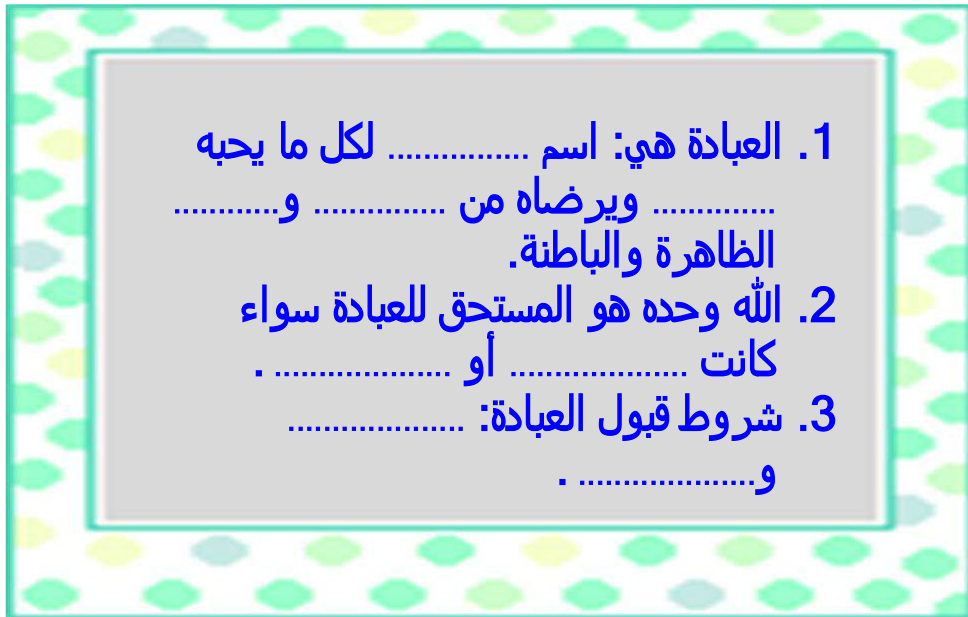 1. العبادة هي: اسم ............... لكل ما يحبه
.............. ويرضاه من ............... و............
الظاهرة والباطنة.
2. الله وحده هو المستحق للعبادة سواء
كانت .................... أو .................... .
3. شروط قبول العبادة: ....................
و.................... .